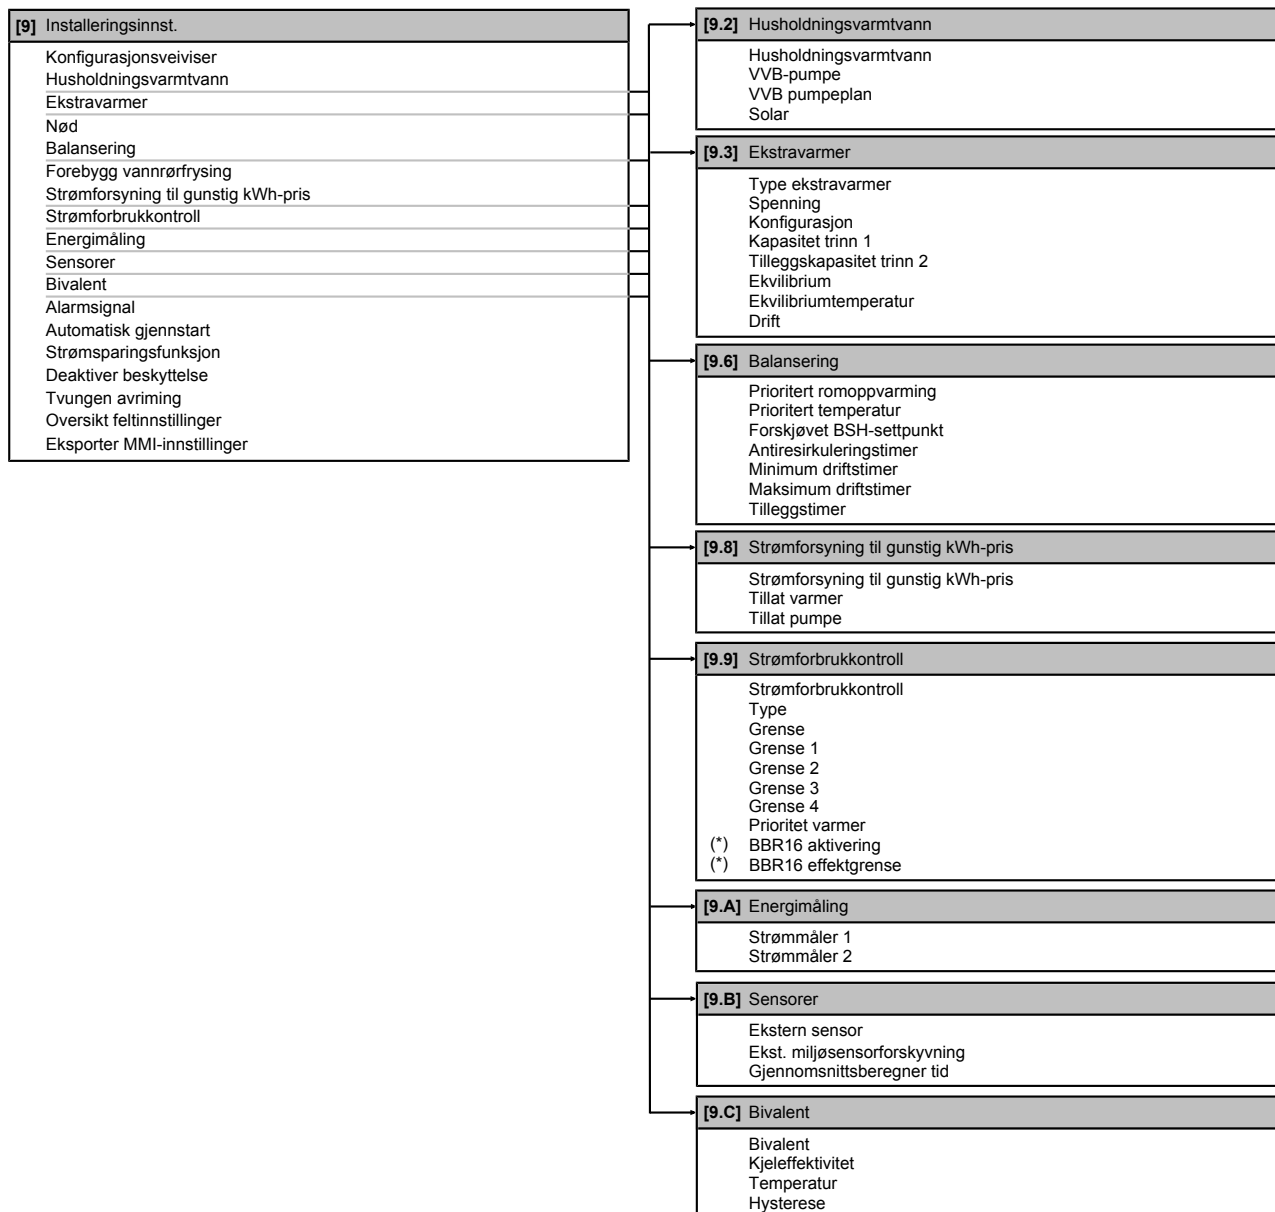 [9] Installeringsinnst.
Konfigurasjonsveiviser
Husholdningsvarmtvann
Ekstravarmer
Nød
Balansering
Forebygg vannrørfrysing
Strømforsyning til gunstig kWh-pris
Strømforbrukkontroll
Energimåling
Sensorer
Bivalent
Alarmsignal
Automatisk gjennstart
Strømsparingsfunksjon
Deaktiver beskyttelse
Tvungen avriming
Oversikt feltinnstillinger
Eksporter MMI-innstillinger
[9.2] Husholdningsvarmtvann
Husholdningsvarmtvann
VVB-pumpe
VVB pumpeplan
Solar
[9.3] Ekstravarmer
Type ekstravarmer
Spenning
Konfigurasjon
Kapasitet trinn 1
Tilleggskapasitet trinn 2
Ekvilibrium
Ekvilibriumtemperatur
Drift
[9.6] Balansering
Prioritert romoppvarming
Prioritert temperatur
Forskjøvet BSH-settpunkt
Antiresirkuleringstimer
Minimum driftstimer
Maksimum driftstimer
Tilleggstimer
[9.8] Strømforsyning til gunstig kWh-pris
Strømforsyning til gunstig kWh-pris
Tillat varmer
Tillat pumpe
[9.9] Strømforbrukkontroll
Strømforbrukkontroll
Type
Grense
Grense 1
Grense 2
Grense 3
Grense 4
Prioritet varmer
(*) BBR16 aktivering
(*) BBR16 effektgrense
[9.A] Energimåling
Strømmåler 1
Strømmåler 2
[9.B] Sensorer
Ekstern sensor
Ekst. miljøsensorforskyvning
Gjennomsnittsberegner tid
[9.C] Bivalent
Bivalent
Kjeleffektivitet
Temperatur
Hysterese